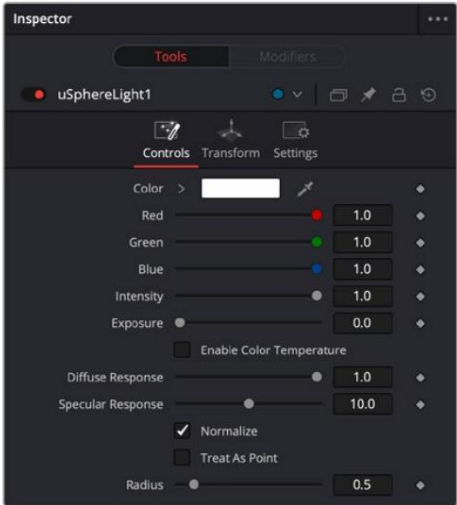 Inspector
Tools Modifiers
uSphereLight1
Controls Transform Settings
Color
Red 1.0
Green 1.0
Blue 1.0
Intensity 1.0
Exposure 0.0
Enable Color Temperature
Diffuse Response 1.0
Specular Response 10.0
Normalize
Treat As Point
Radius 0.5